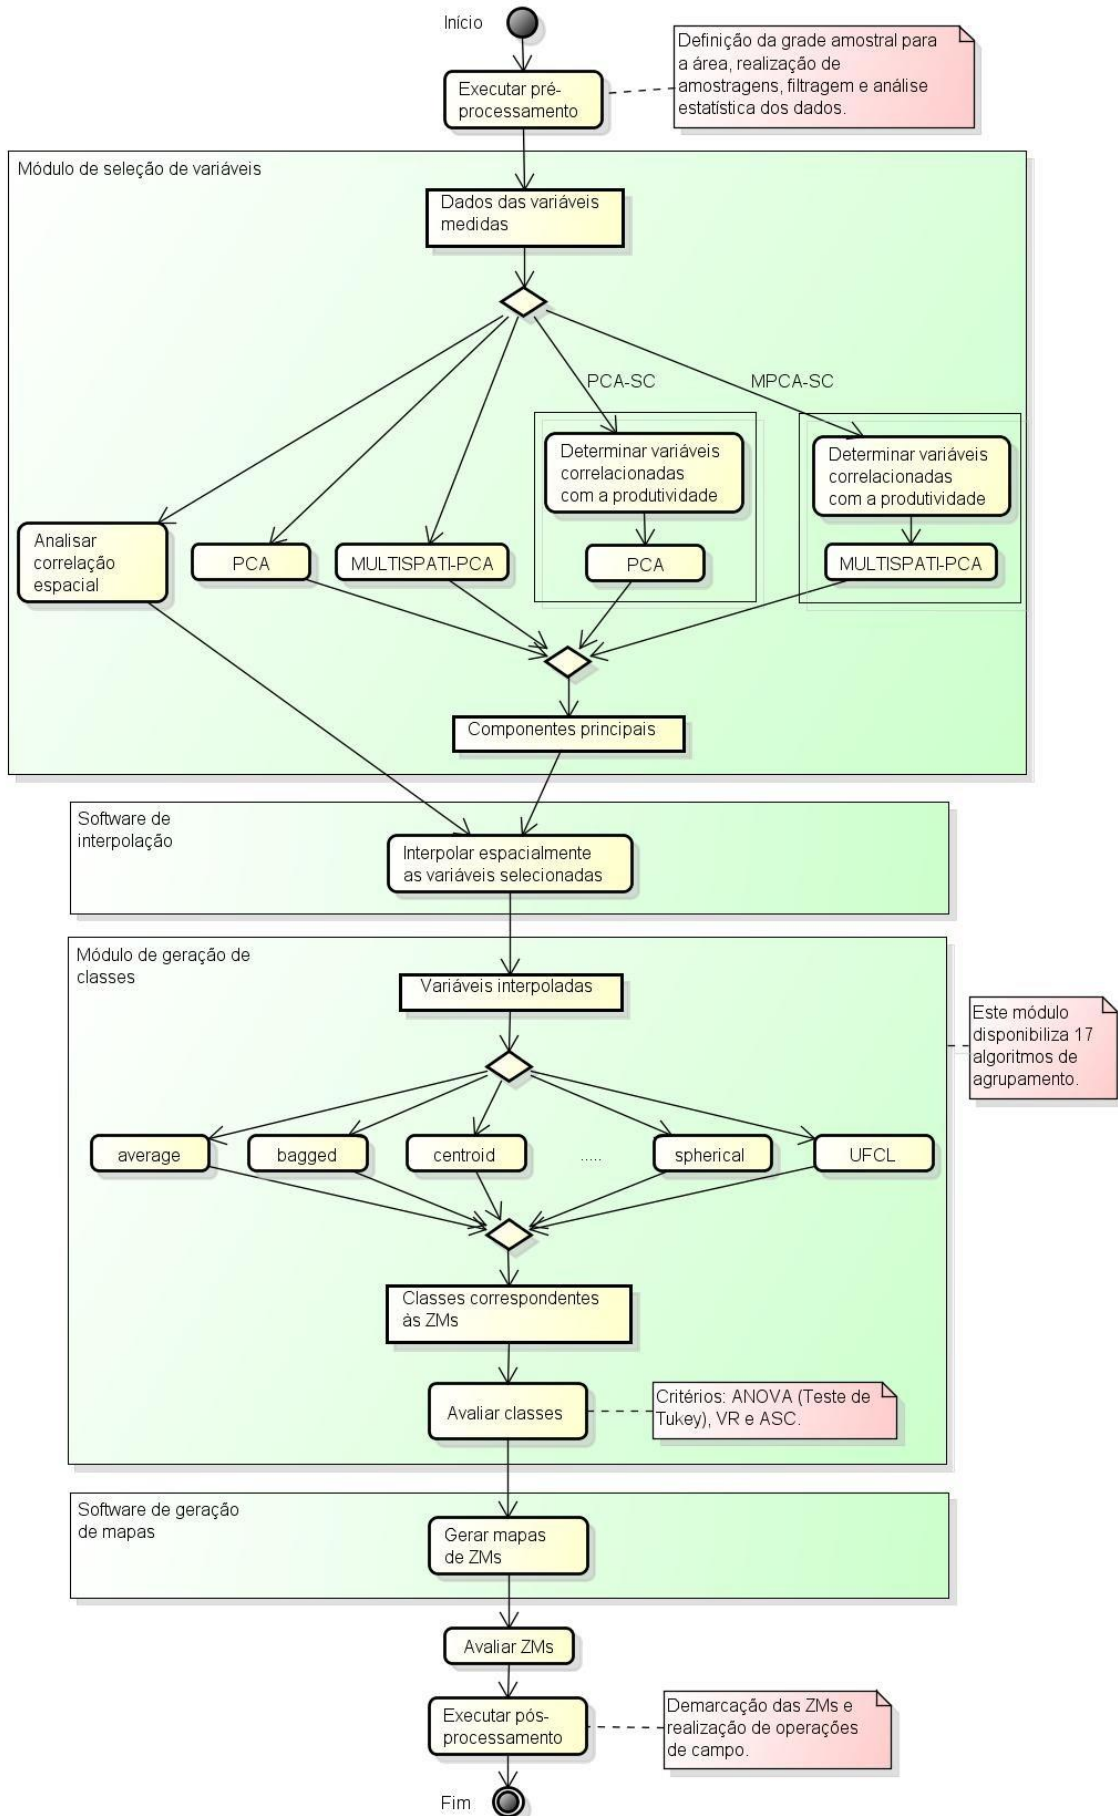 Início
Definição da grade amostral para
a área, realização de
amostragens, filtragem e análise
estatística dos dados.
Executar pré-
processamento
Módulo de seleção de variáveis
Dados das variáveis
medidas
PCA-SC
MPCA-SC
Determinar variáveis
correlacionadas
com a produtividade
Determinar variáveis
correlacionadas
com a produtividade
Analisar
correlação
espacial
PCA
MULTISPATI-PCA
PCA
MULTISPATI-PCA
Componentes principais
Software de
interpolação
Interpolar espacialmente
as variáveis selecionadas
Módulo de geração de
classes
Variáveis interpoladas
Este módulo
disponibiliza 17
algoritmos de
agrupamento.
average
bagged
centroid
.....
spherical
UFCL
Classes correspondentes
às ZMs
Avaliar classes
Critérios: ANOVA (Teste de
Tukey), VR e ASC.
Software de geração
de mapas
Gerar mapas
de ZMs
Avaliar ZMs
Executar pós-
processamento
Demarcação das ZMs e
realização de operações
de campo.
Fim